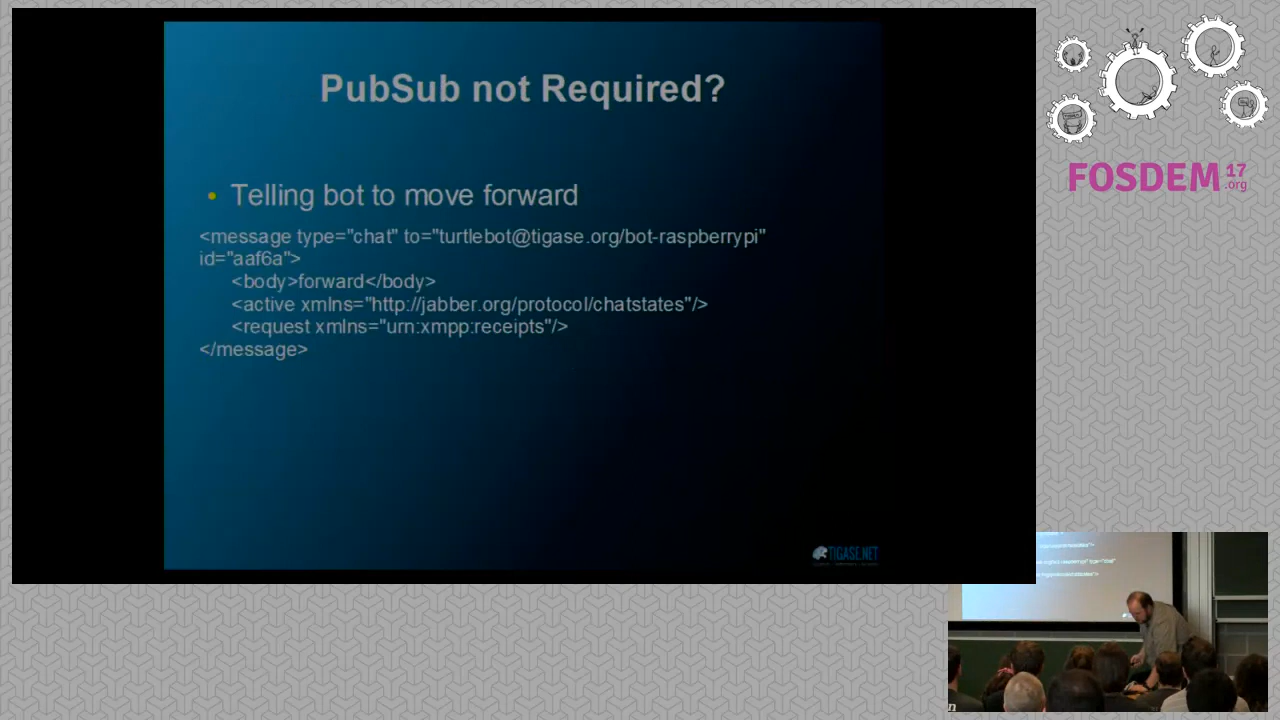 PubSub not Required?
• Telling bot to move forward
<message type="chat" to="turtlebot@tigase.org/bot-raspberrypi"
id="aaf6a">
<body>forward</body>
<active xmlns="http://jabber.org/protocol/chatstates"/>
<request xmlns="urn:xmpp:receipts"/>
</message>
TIGASE.NET
FOSDEM 17
.org